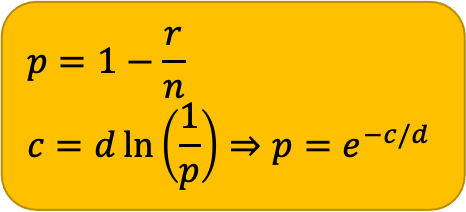 p = 1 − r/n
c = d ln(1/p) ⇒ p = e^{−c/d}